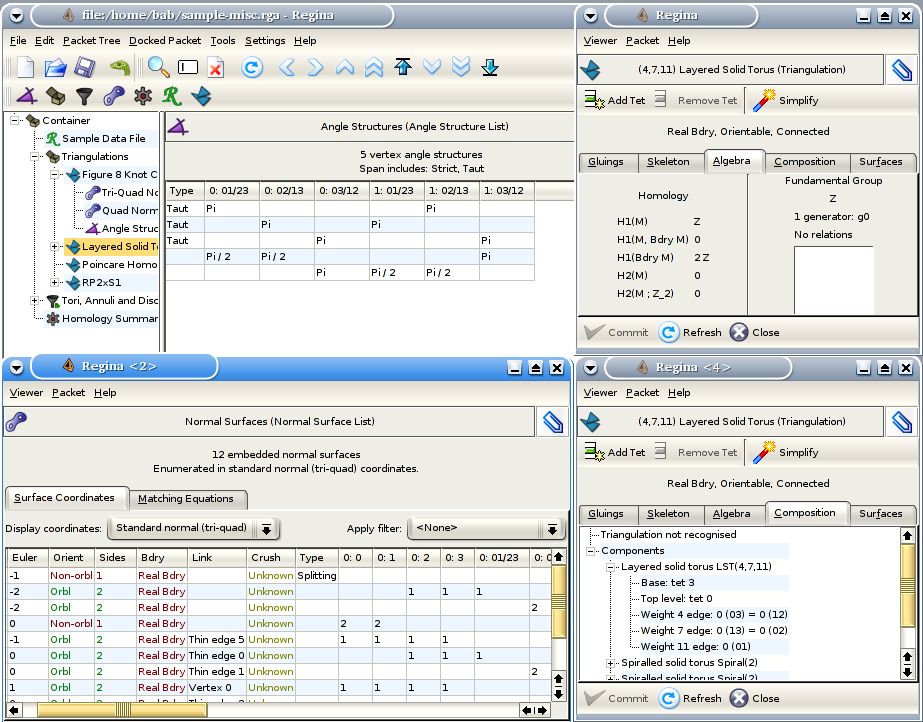 file:/home/bab/sample-misc.rga - Regina
File Edit Packet Tree Docked Packet Tools Settings Help
Container
Sample Data File
Triangulations
Figure 8 Knot C
Tri-Quad No
Quad Norm
Angle Struc
Layered Solid T
Poincare Homo
RP2xS1
Tori, Annuli and Disc
Homology Summar
Angle Structures (Angle Structure List)
5 vertex angle structures
Span includes: Strict, Taut
Type 0: 01/23 0: 02/13 0: 03/12 1: 01/23 1: 02/13 1: 03/12
Taut Pi Pi
Taut Pi Pi
Taut Pi Pi
Pi / 2 Pi / 2 Pi
Pi Pi / 2 Pi / 2
Regina
Viewer Packet Help
(4,7,11) Layered Solid Torus (Triangulation)
Add Tet Remove Tet Simplify
Real Bdry, Orientable, Connected
Gluings Skeleton Algebra Composition Surfaces
Homology
H1(M) Z
H1(M, Bdry M) 0
H1(Bdry M) 2 Z
H2(M) 0
H2(M ; Z_2) 0
Fundamental Group
Z
1 generator: g0
No relations
Commit Refresh Close
Regina <2>
Viewer Packet Help
Normal Surfaces (Normal Surface List)
12 embedded normal surfaces
Enumerated in standard normal (tri-quad) coordinates.
Surface Coordinates Matching Equations
Display coordinates: Standard normal (tri-quad) Apply filter: <None>
Euler Orient Sides Bdry Link Crush Type 0: 0 0: 1 0: 2 0: 3 0: 01/23
-1 Non-orbl 1 Real Bdry Unknown Splitting
-2 Orbl 2 Real Bdry Unknown 1 1 1
-2 Orbl 2 Real Bdry Unknown 2
0 Non-orbl 1 Real Bdry Unknown 2 2
-1 Orbl 2 Real Bdry Thin edge 5 Unknown 1 1 1 1
0 Orbl 2 Real Bdry Thin edge 0 Unknown 1 1 1
0 Orbl 2 Real Bdry Thin edge 1 Unknown 2
1 Orbl 2 Real Bdry Vertex 0 Unknown 1 1 1 1
Regina <4>
Viewer Packet Help
(4,7,11) Layered Solid Torus (Triangulation)
Add Tet Remove Tet Simplify
Real Bdry, Orientable, Connected
Gluings Skeleton Algebra Composition Surfaces
Triangulation not recognised
Components
Layered solid torus LST(4,7,11)
Base: tet 3
Top level: tet 0
Weight 4 edge: 0 (03) = 0 (12)
Weight 7 edge: 0 (13) = 0 (02)
Weight 11 edge: 0 (01)
Spiralled solid torus Spiral(2)
Spiralled solid torus Spiral(2)
Commit Refresh Close